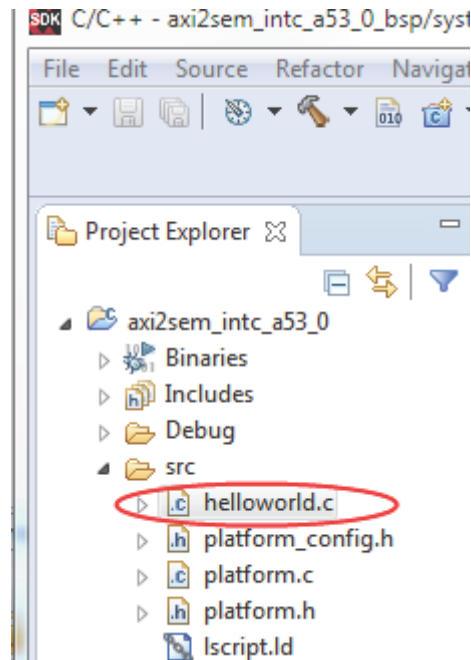 SDK C/C++ - axi2sem_intc_a53_0_bsp/syst
File Edit Source Refactor Navigat
010
Project Explorer
axi2sem_intc_a53_0
Binaries
Includes
Debug
src
.c helloworld.c
.h platform_config.h
.c platform.c
.h platform.h
lscript.ld